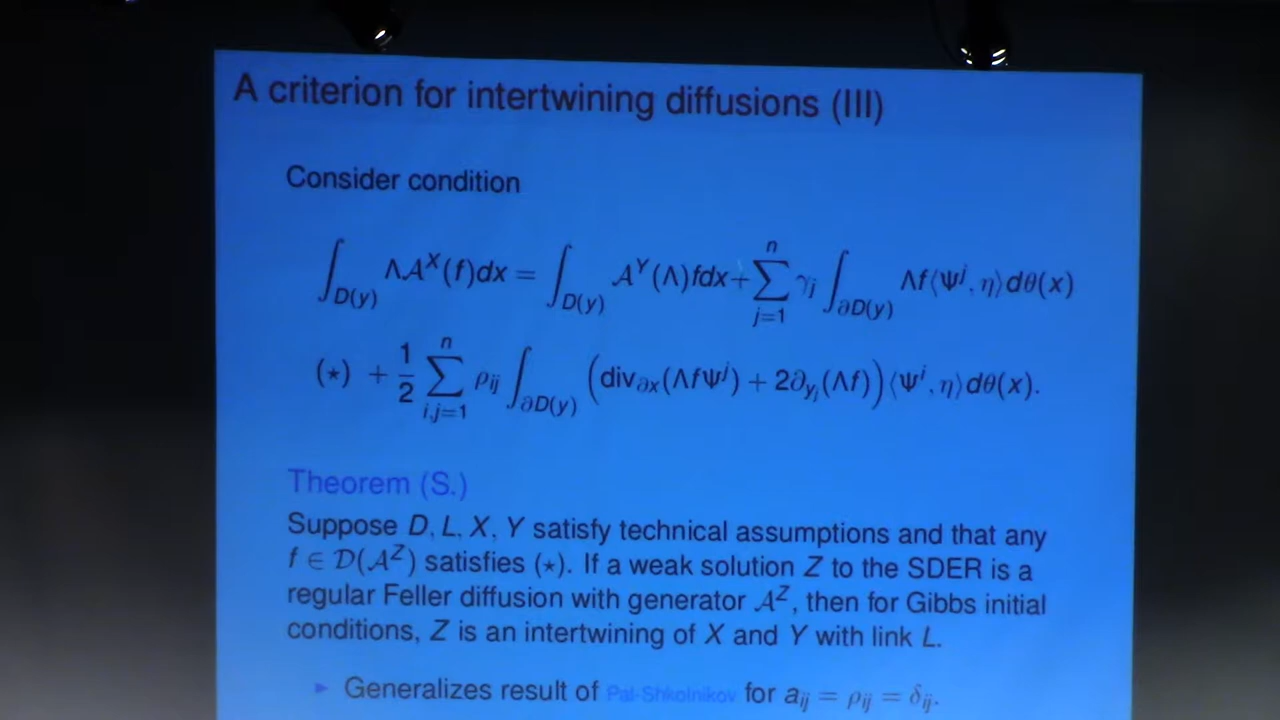 A criterion for intertwining diffusions (III)
Consider condition
∫_{D(y)} ΛA^X(f)dx = ∫_{D(y)} A^Y(Λ)fdx + ∑_{j=1}^{n} γ_j ∫_{∂D(y)} Λf⟨Ψ^j, η⟩dθ(x)
(⋆) + 1/2 ∑_{i,j=1}^{n} ρ_{ij} ∫_{∂D(y)} (div_{∂x}(ΛfΨ^j) + 2∂_{y_j}(Λf))⟨Ψ^i, η⟩dθ(x).
Theorem (S.)
Suppose D, L, X, Y satisfy technical assumptions and that any
f ∈ D(A^Z) satisfies (⋆). If a weak solution Z to the SDER is a
regular Feller diffusion with generator A^Z, then for Gibbs initial
conditions, Z is an intertwining of X and Y with link L.
► Generalizes result of Pal-Shkolnikov for a_{ij} = ρ_{ij} = δ_{ij}.